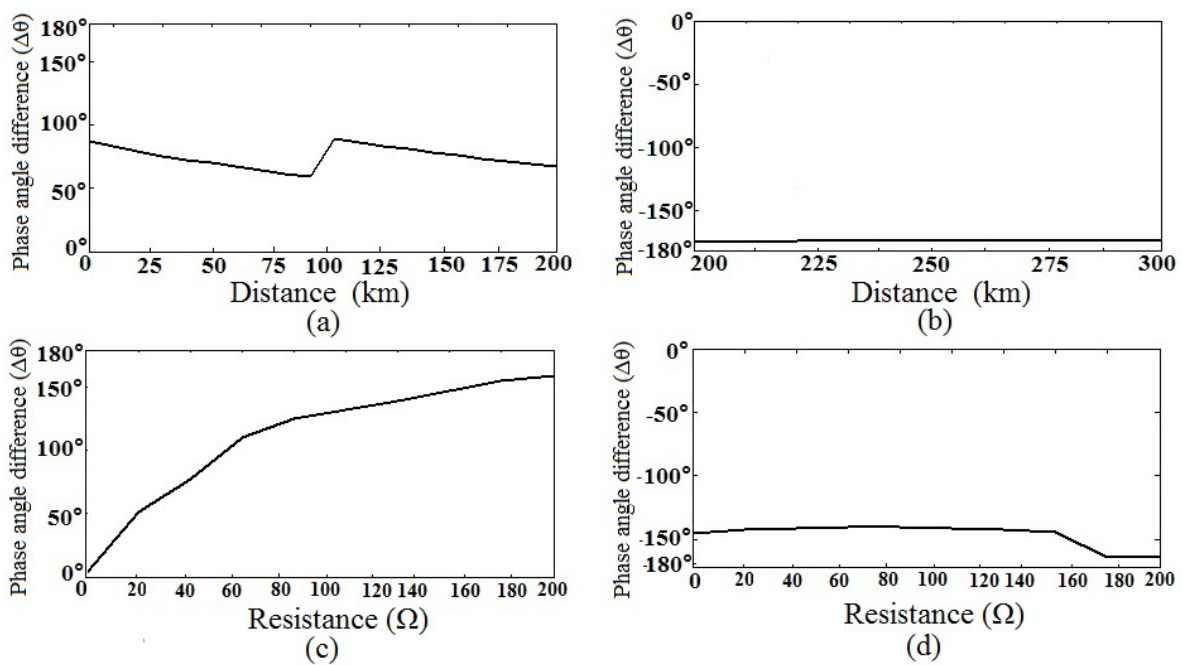 Phase angle difference (Δθ)
180°
150°
100°
50°
0°
0 25 50 75 100 125 150 175 200
Distance (km)
(a)
Phase angle difference (Δθ)
0°
-50°
-100°
-150°
-180°
200 225 250 275 300
Distance (km)
(b)
Phase angle difference (Δθ)
180°
150°
100°
50°
0°
0 20 40 60 80 100 120 140 160 180 200
Resistance (Ω)
(c)
Phase angle difference (Δθ)
0°
-50°
-100°
-150°
-180°
0 20 40 60 80 100 120 140 160 180 200
Resistance (Ω)
(d)